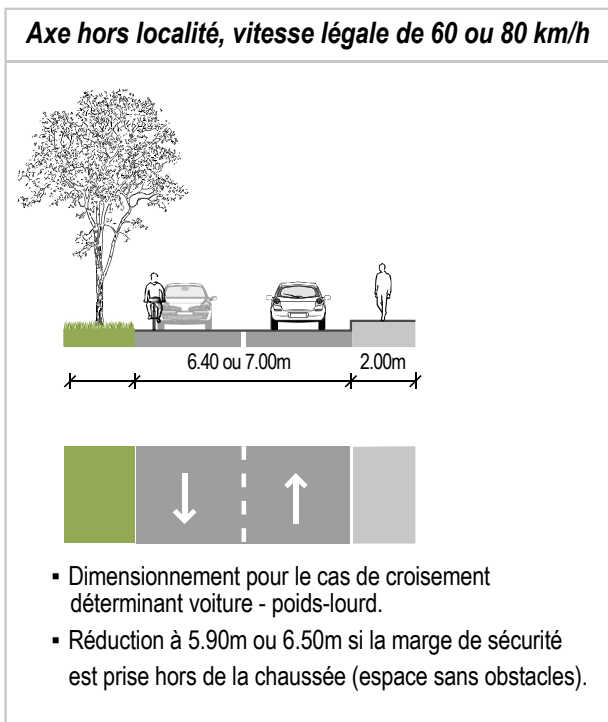 Axe hors localité, vitesse légale de 60 ou 80 km/h
6.40 ou 7.00m
2.00m
▪ Dimensionnement pour le cas de croisement
déterminant voiture - poids-lourd.
▪ Réduction à 5.90m ou 6.50m si la marge de sécurité
est prise hors de la chaussée (espace sans obstacles).